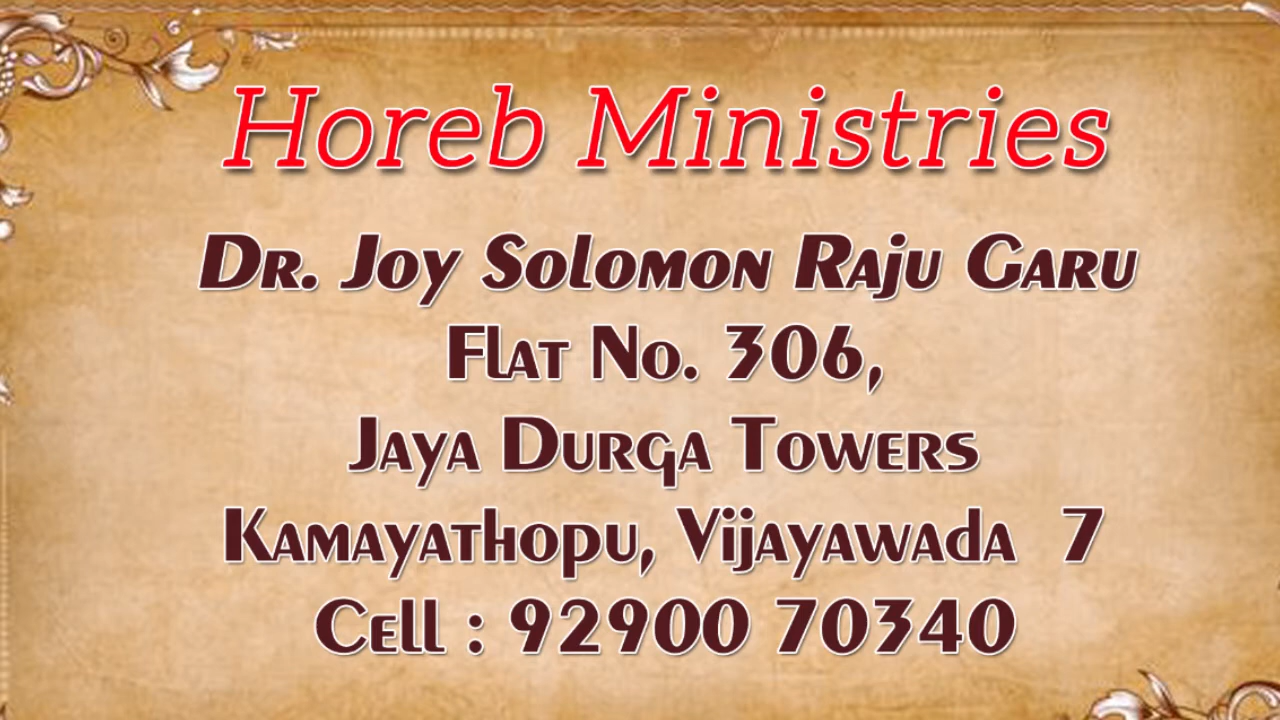 Horeb Ministries
Dr. Joy Solomon Raju Garu
Flat No. 306,
Jaya Durga Towers
Kamayathopu, Vijayawada 7
Cell : 92900 70340